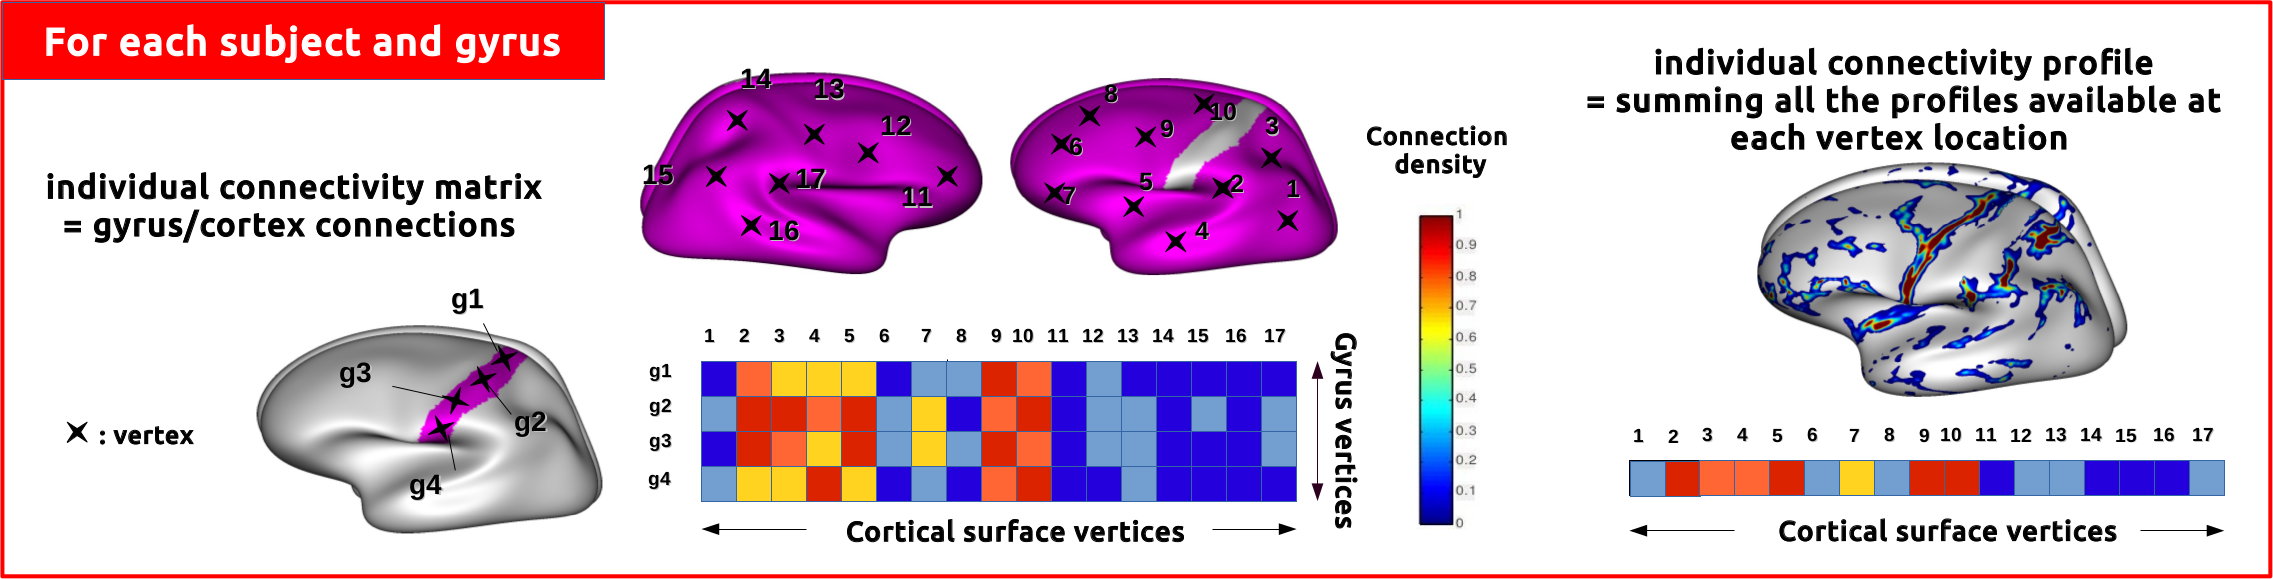 For each subject and gyrus
individual connectivity matrix
= gyrus/cortex connections
g1
g3
g2
g4
: vertex
14
13
12
15
17
11
16
8
10
9
3
6
5
2
1
7
4
1 2 3 4 5 6 7 8 9 10 11 12 13 14 15 16 17
g1
g2
g3
g4
Gyrus vertices
Cortical surface vertices
Connection
density
1
0.9
0.8
0.7
0.6
0.5
0.4
0.3
0.2
0.1
0
individual connectivity profile
= summing all the profiles available at
each vertex location
1 2 3 4 5 6 7 8 9 10 11 12 13 14 15 16 17
Cortical surface vertices